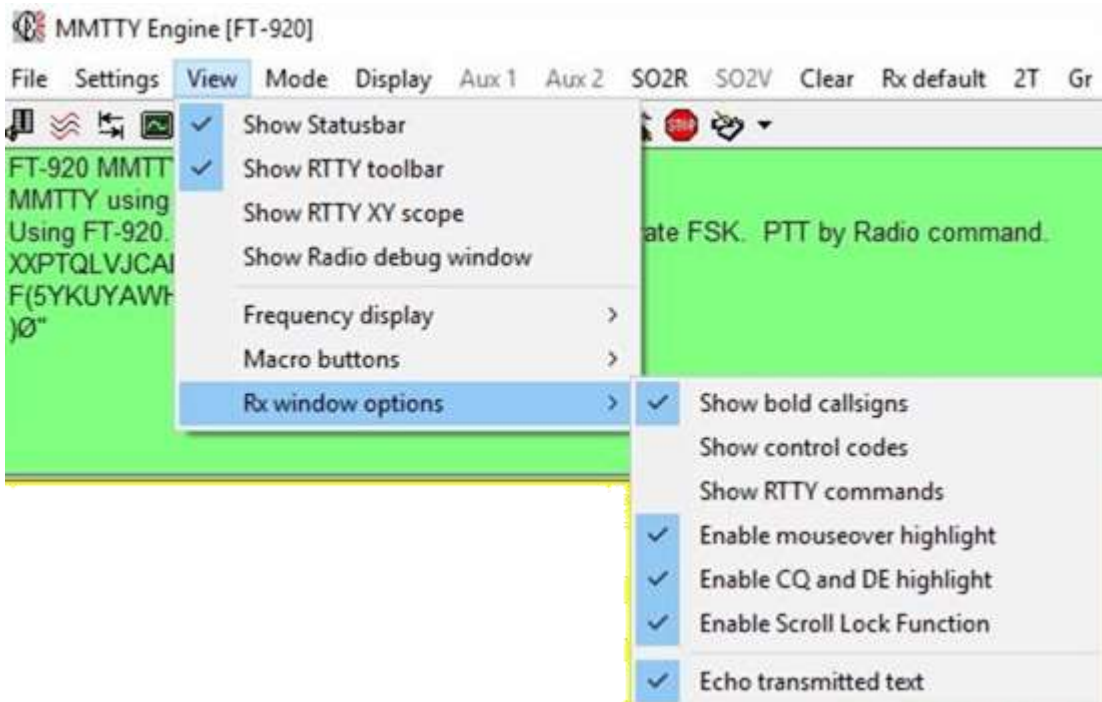 MMTTY Engine [FT-920]
File Settings View Mode Display Aux 1 Aux 2 SO2R SO2V Clear Rx default 2T Gr
STOP
Show Statusbar
Show RTTY toolbar
Show RTTY XY scope
Show Radio debug window
Frequency display
Macro buttons
Rx window options
FT-920 MMTT
MMTTY using
Using FT-920. ate FSK. PTT by Radio command.
XXPTQLVJCA
F(5YKUYAWH
)Ø"
Show bold callsigns
Show control codes
Show RTTY commands
Enable mouseover highlight
Enable CQ and DE highlight
Enable Scroll Lock Function
Echo transmitted text